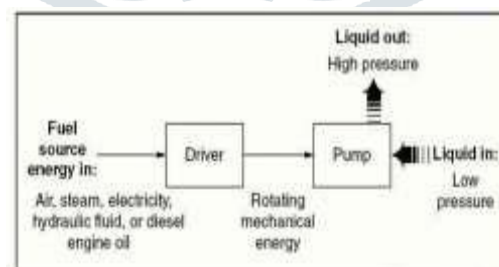 Liquid out:
High pressure
Fuel
source
energy in:
Driver
Pump
Liquid in:
Low
pressure
Air, steam, electricity,
hydraulic fluid, or diesel
engine oil
Rotating
mechanical
energy